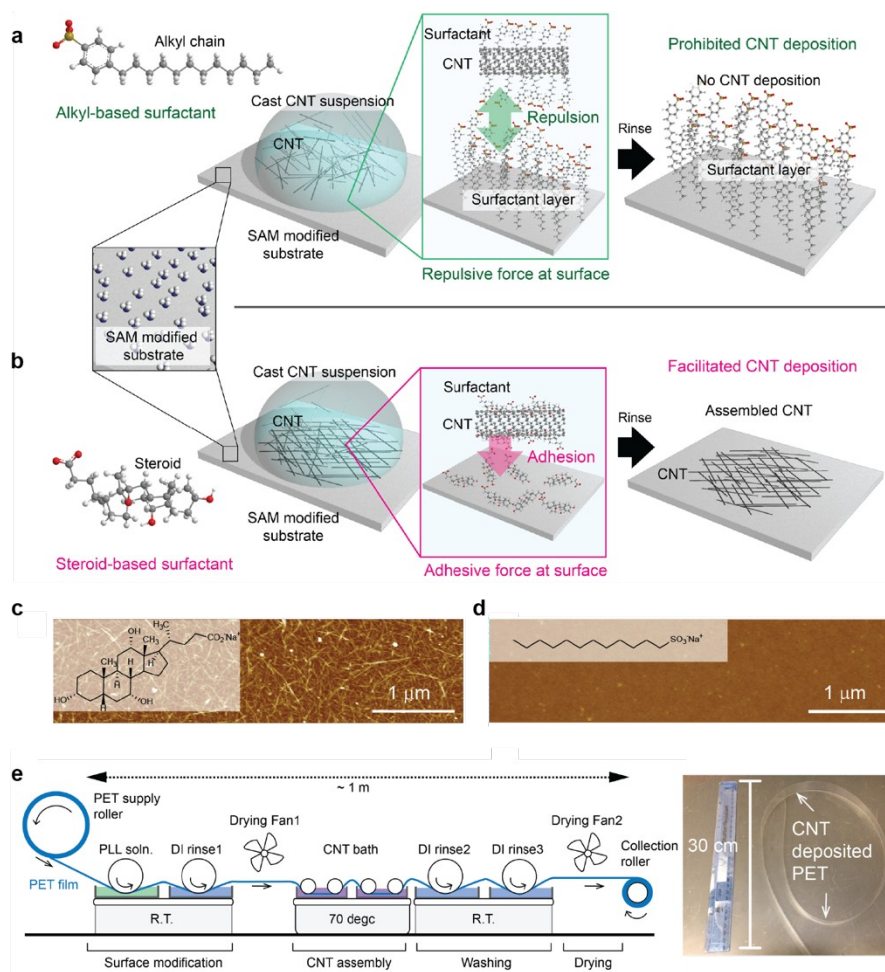 a
Alkyl chain
Alkyl-based surfactant
Cast CNT suspension
CNT
SAM modified
substrate
Surfactant
CNT
Repulsion
Surfactant layer
Repulsive force at surface
Rinse
Prohibited CNT deposition
No CNT deposition
Surfactant layer
SAM modified
substrate
b
Steroid
Steroid-based surfactant
Cast CNT suspension
CNT
SAM modified
substrate
Surfactant
CNT
Adhesion
Adhesive force at surface
Rinse
Facilitated CNT deposition
Assembled CNT
CNT
c
H₃C
OH
CH₃
CO₂⁻Na⁺
CH₃
H
H
H
H
HO
OH
H
1 μm
d
SO₃⁻Na⁺
1 μm
e
~ 1 m
PET supply
roller
PET film
PLL soln.
DI rinse1
Drying Fan1
CNT bath
DI rinse2
DI rinse3
Drying Fan2
Collection
roller
R.T.
70 degc
R.T.
Surface modification
CNT assembly
Washing
Drying
30 cm
CNT
deposited
PET